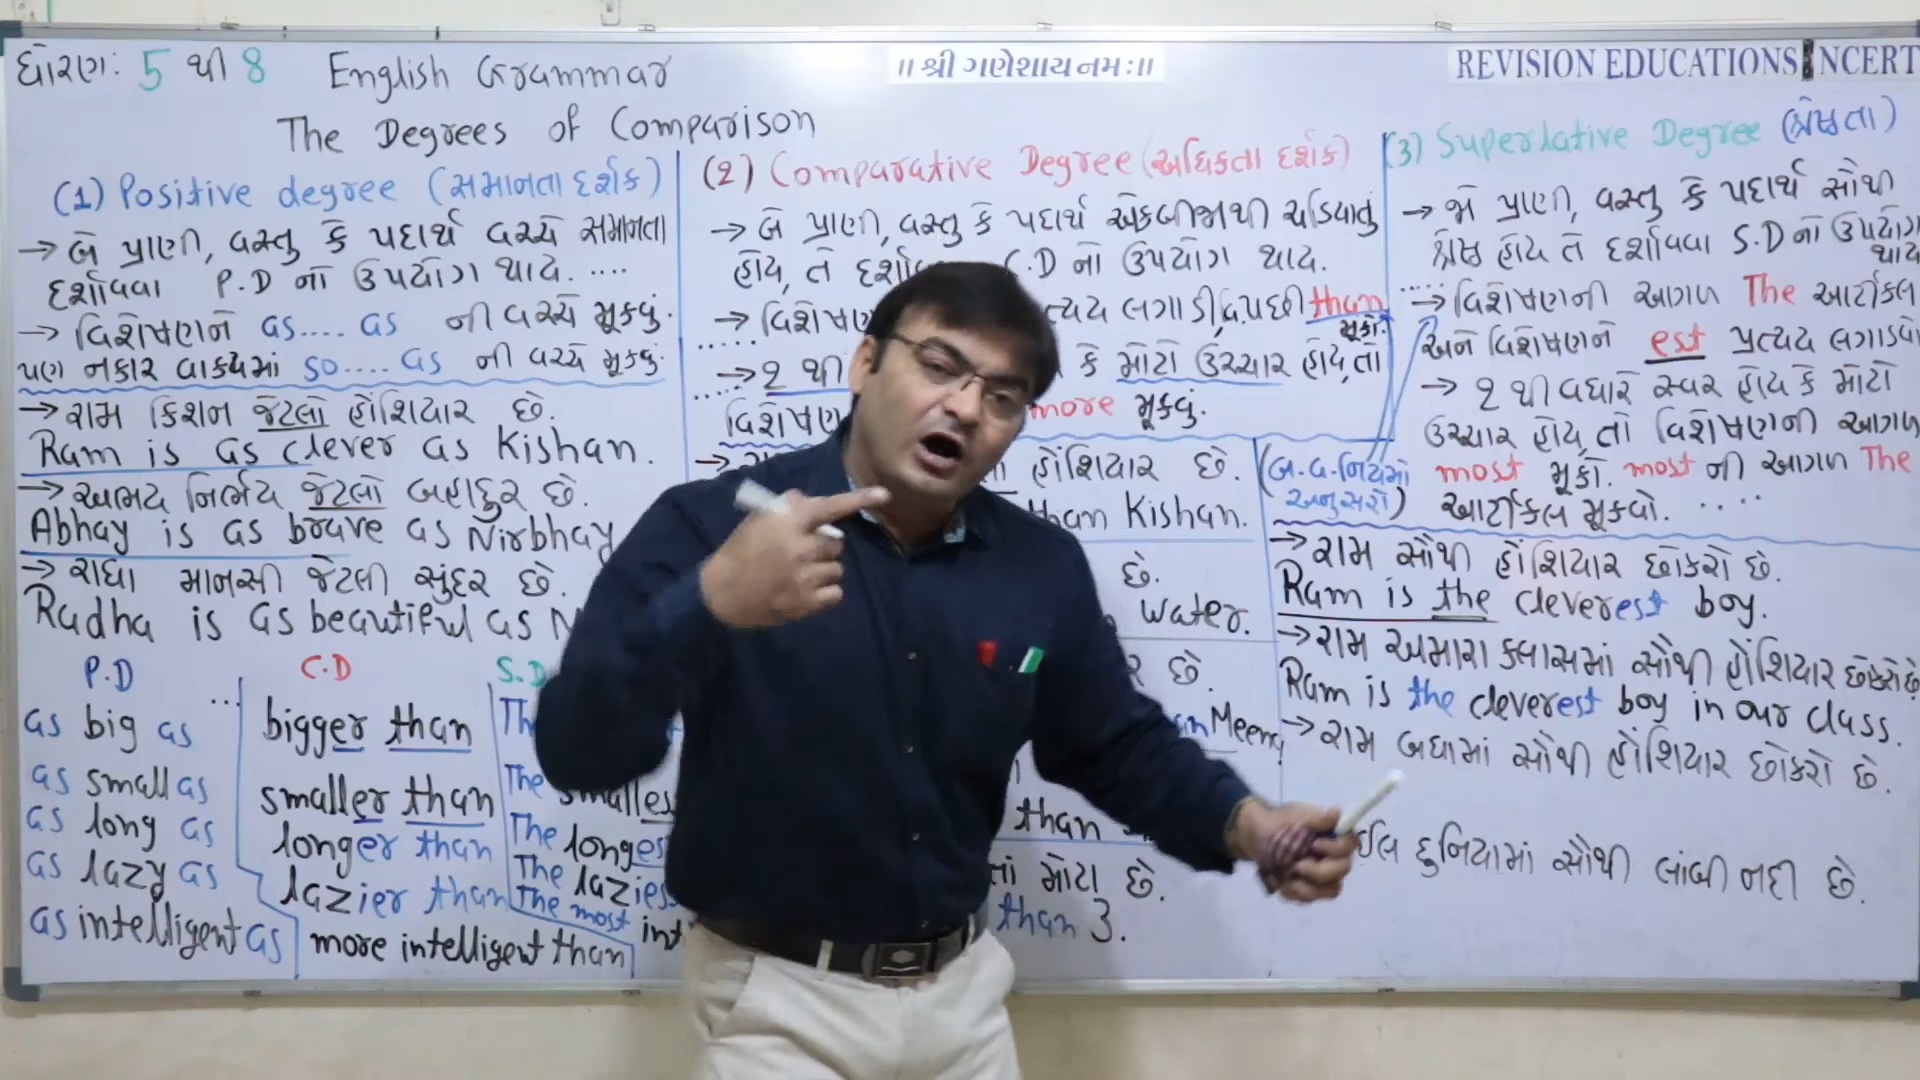 ધોરણ: 5 થી 8 English Grammar
॥ શ્રી ગણેશાય નમઃ ॥
REVISION EDUCATIONS NCERT
The Degrees of Comparison
(1) Positive degree (સમાનતા દર્શક)
→ બે પ્રાણી, વસ્તુ કે પદાર્થ વચ્ચે સમાનતા
દર્શાવવા P.D નો ઉપયોગ થાય. ....
→ વિશેષણને as .... as ની વચ્ચે મૂકવું.
પણ નકાર વાક્યમાં so .... as ની વચ્ચે મૂકવું.
→ રામ કિશન જેટલો હોંશિયાર છે.
Ram is as clever as Kishan.
→ અભય નિર્ભય જેટલો બહાદુર છે.
Abhay is as brave as Nirbhay
→ રાધા માનસી જેટલી સુંદર છે.
Radha is as beautiful as
P.D
as big as
as small as
as long as
as lazy as
as intelligent as
C.D
bigger than
smaller than
longer than
lazier than
more intelligent than
S.D
The
The smalles
The longes
The lazies
The most int
(2) Comparative Degree (અધિકતા દર્શક)
→ બે પ્રાણી, વસ્તુ કે પદાર્થ એકબીજાથી ચડિયાતું
હોય, તે C.D નો ઉપયોગ થાય.
→ લગાડી, વિ. પછી than
મૂકો.
→ 2 થી કે મોટો ઉચ્ચાર હોય, તો
વિશેષણ more મૂકવું.
હોંશિયાર છે.
than Kishan.
છે.
water.
છે.
than Meena
than
મોટા છે.
than 3.
(બ.વ.નિયમો
અનુસરો)
(3) Superlative Degree (શ્રેષ્ઠતા)
→ જો પ્રાણી, વસ્તુ કે પદાર્થ સૌથી
શ્રેષ્ઠ હોય તે દર્શાવવા S.D નો ઉપયોગ
થાય
→ વિશેષણની આગળ The આર્ટીકલ
અને વિશેષણને est પ્રત્યય લગાડવો
→ 2 થી વધારે સ્વર હોય કે મોટો
ઉચ્ચાર હોય, તો વિશેષણની આગળ
most મૂકો. most ની આગળ The
આર્ટીકલ મૂકવો. ....
→ રામ સૌથી હોંશિયાર છોકરો છે.
Ram is the cleverest boy.
→ રામ અમારા ક્લાસમાં સૌથી હોંશિયાર છોકરો છે
Ram is the cleverest boy in our class.
→ રામ બધામાં સૌથી હોંશિયાર છોકરો છે.
દુનિયામાં સૌથી લાંબી નદી છે.